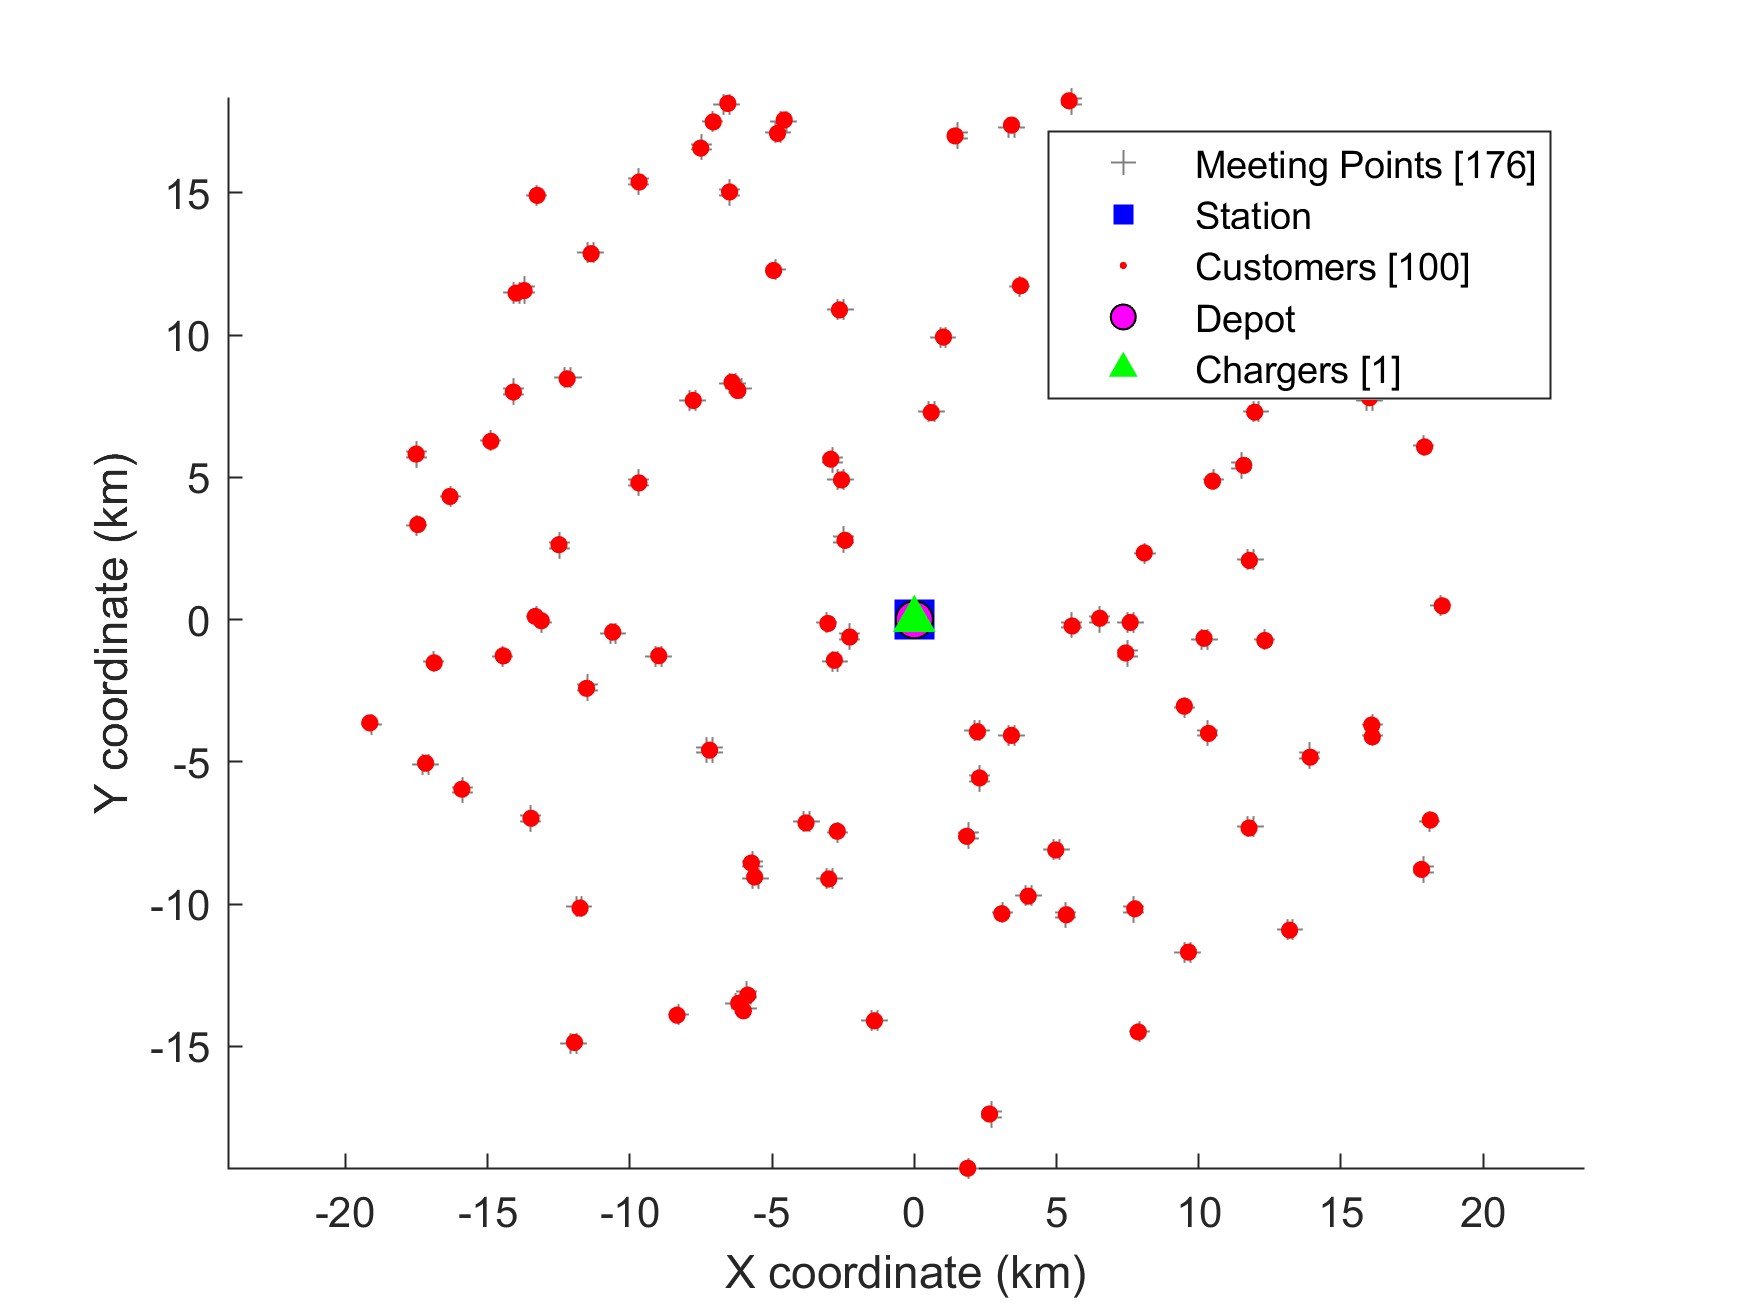 Meeting Points [176]
Station
Customers [100]
Depot
Chargers [1]
15
10
5
0
-5
-10
-15
Y coordinate (km)
-20 -15 -10 -5 0 5 10 15 20
X coordinate (km)